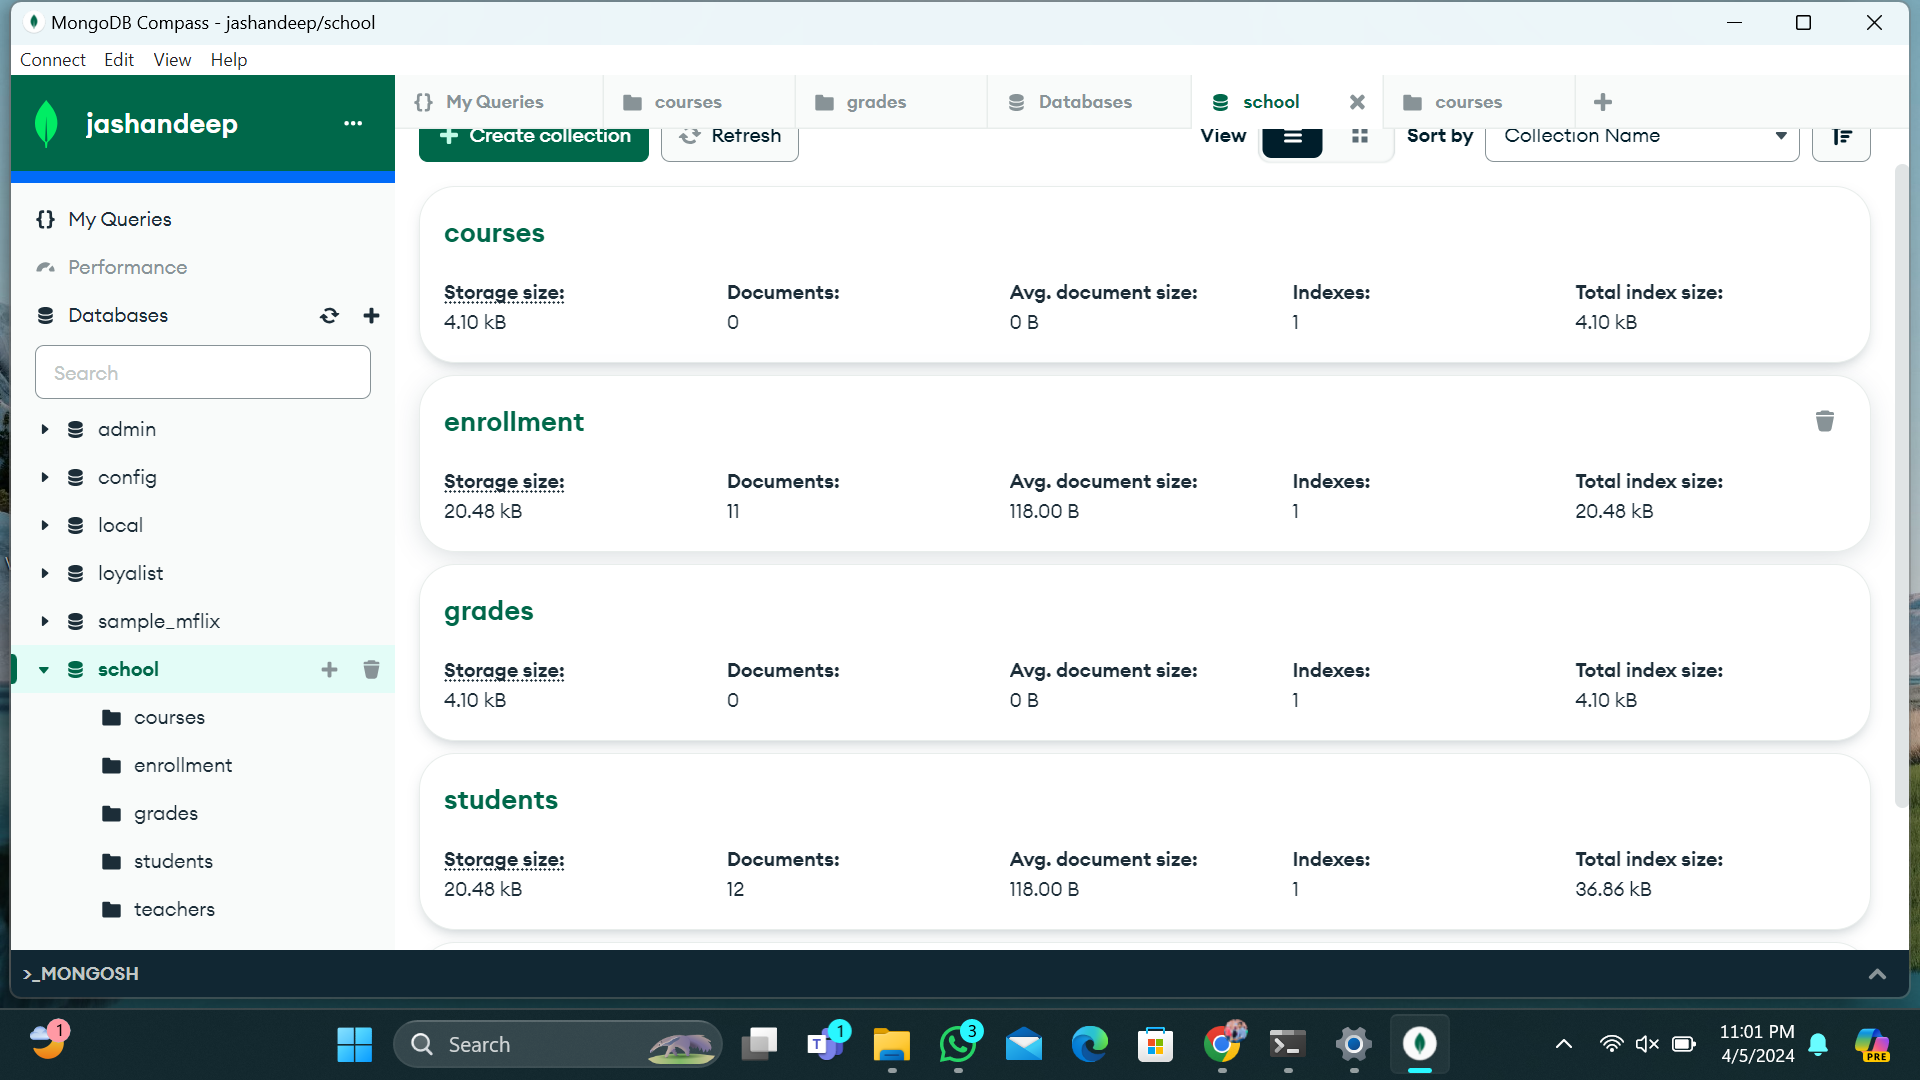 MongoDB Compass - jashandeep/school
Connect Edit View Help
jashandeep
My Queries courses grades Databases school courses
Create collection Refresh View Sort by Collection Name
My Queries
Performance
Databases
Search
admin
config
local
loyalist
sample_mflix
school
courses
enrollment
grades
students
teachers
courses
Storage size: Documents: Avg. document size: Indexes: Total index size:
4.10 kB 0 0 B 1 4.10 kB
enrollment
Storage size: Documents: Avg. document size: Indexes: Total index size:
20.48 kB 11 118.00 B 1 20.48 kB
grades
Storage size: Documents: Avg. document size: Indexes: Total index size:
4.10 kB 0 0 B 1 4.10 kB
students
Storage size: Documents: Avg. document size: Indexes: Total index size:
20.48 kB 12 118.00 B 1 36.86 kB
>_MONGOSH
1 Search T 1 3 11:01 PM
4/5/2024 PRE